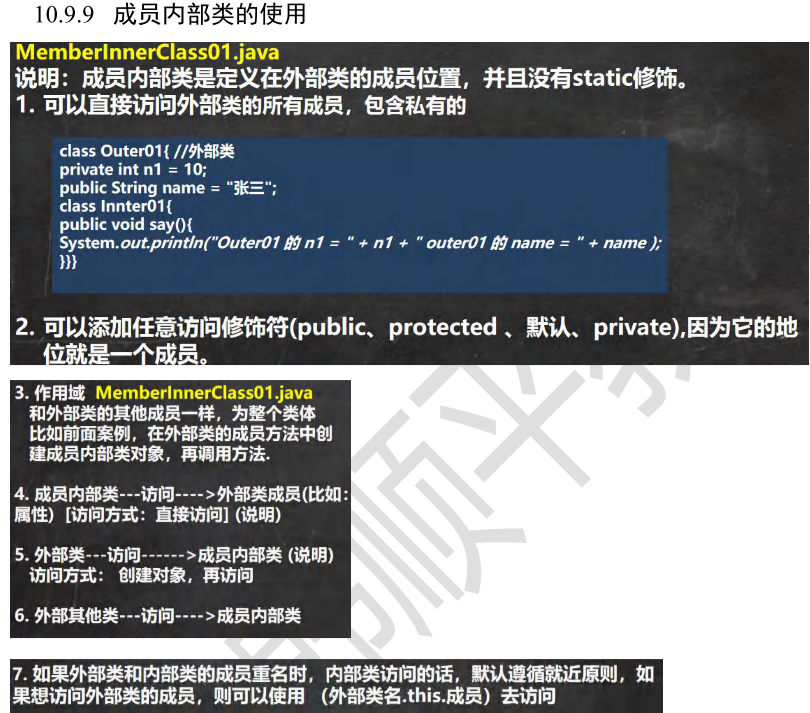 10.9.9 成员内部类的使用
MemberInnerClass01.java
说明：成员内部类是定义在外部类的成员位置，并且没有static修饰。
1. 可以直接访问外部类的所有成员，包含私有的
class Outer01{ //外部类
private int n1 = 10;
public String name = "张三";
class Innter01{
public void say(){
System.out.println("Outer01 的 n1 = " + n1 + " outer01 的 name = " + name );
}}}
2. 可以添加任意访问修饰符(public、protected 、默认、private),因为它的地
位就是一个成员。
3. 作用域 MemberInnerClass01.java
和外部类的其他成员一样，为整个类体
比如前面案例，在外部类的成员方法中创
建成员内部类对象，再调用方法.
4. 成员内部类---访问---->外部类成员(比如：
属性) [访问方式：直接访问] (说明)
5. 外部类---访问------>成员内部类 (说明)
访问方式： 创建对象，再访问
6. 外部其他类---访问---->成员内部类
7. 如果外部类和内部类的成员重名时，内部类访问的话，默认遵循就近原则，如
果想访问外部类的成员，则可以使用 （外部类名.this.成员）去访问
韩顺平教